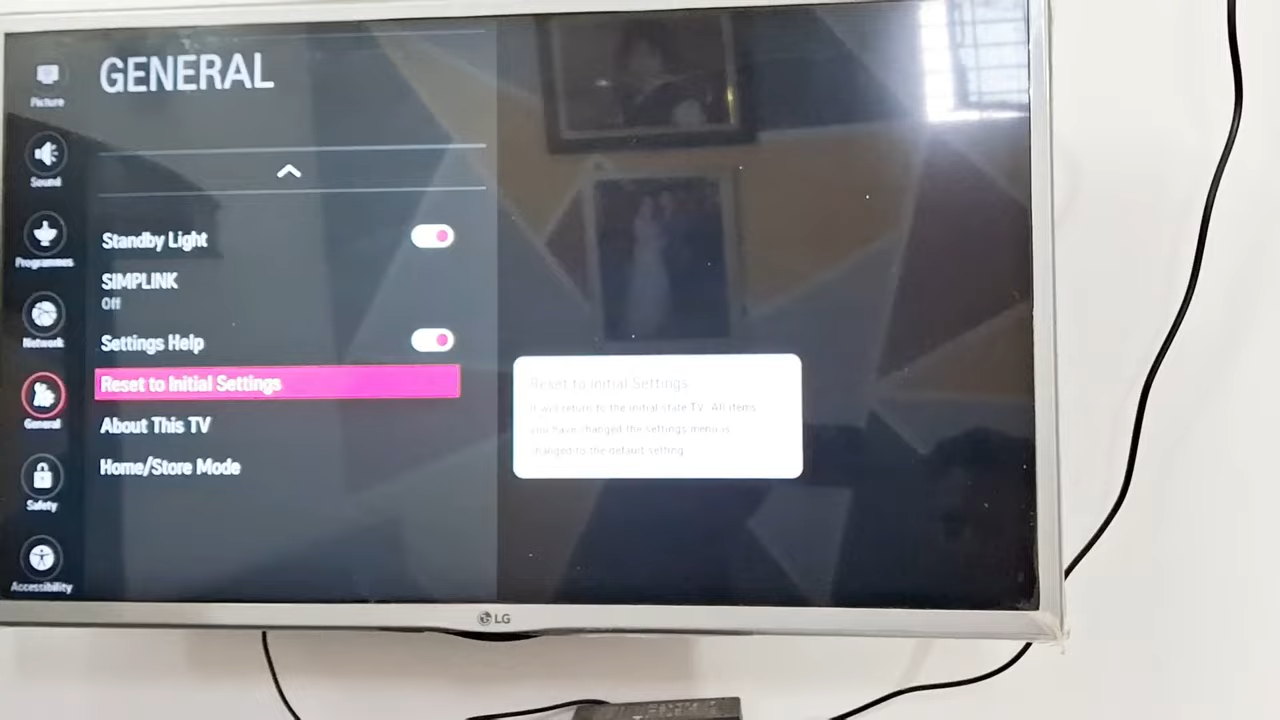 GENERAL
Picture
Sound
Programmes
Network
General
Safety
Accessibility
Standby Light
SIMPLINK
Off
Settings Help
Reset to Initial Settings
About This TV
Home/Store Mode
Reset to Initial Settings
It will return to the initial state TV. All items
you have changed the settings menu is
changed to the default setting.
LG